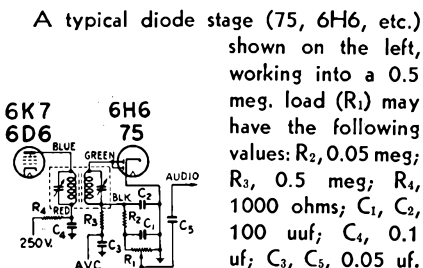 A typical diode stage (75, 6H6, etc.)
shown on the left,
working into a 0.5
meg. load (R₁) may
have the following
values: R₂, 0.05 meg;
R₃, 0.5 meg; R₄,
1000 ohms; C₁, C₂,
100 uuf; C₄, 0.1
uf; C₃, C₅, 0.05 uf.
6K7
6D6
6H6
75
BLUE
GREEN
AUDIO
BLK
C₂
R₄
RED
R₃
R₂
C₁
C₅
250V.
C₄
C₃
R₁
A.V.C.